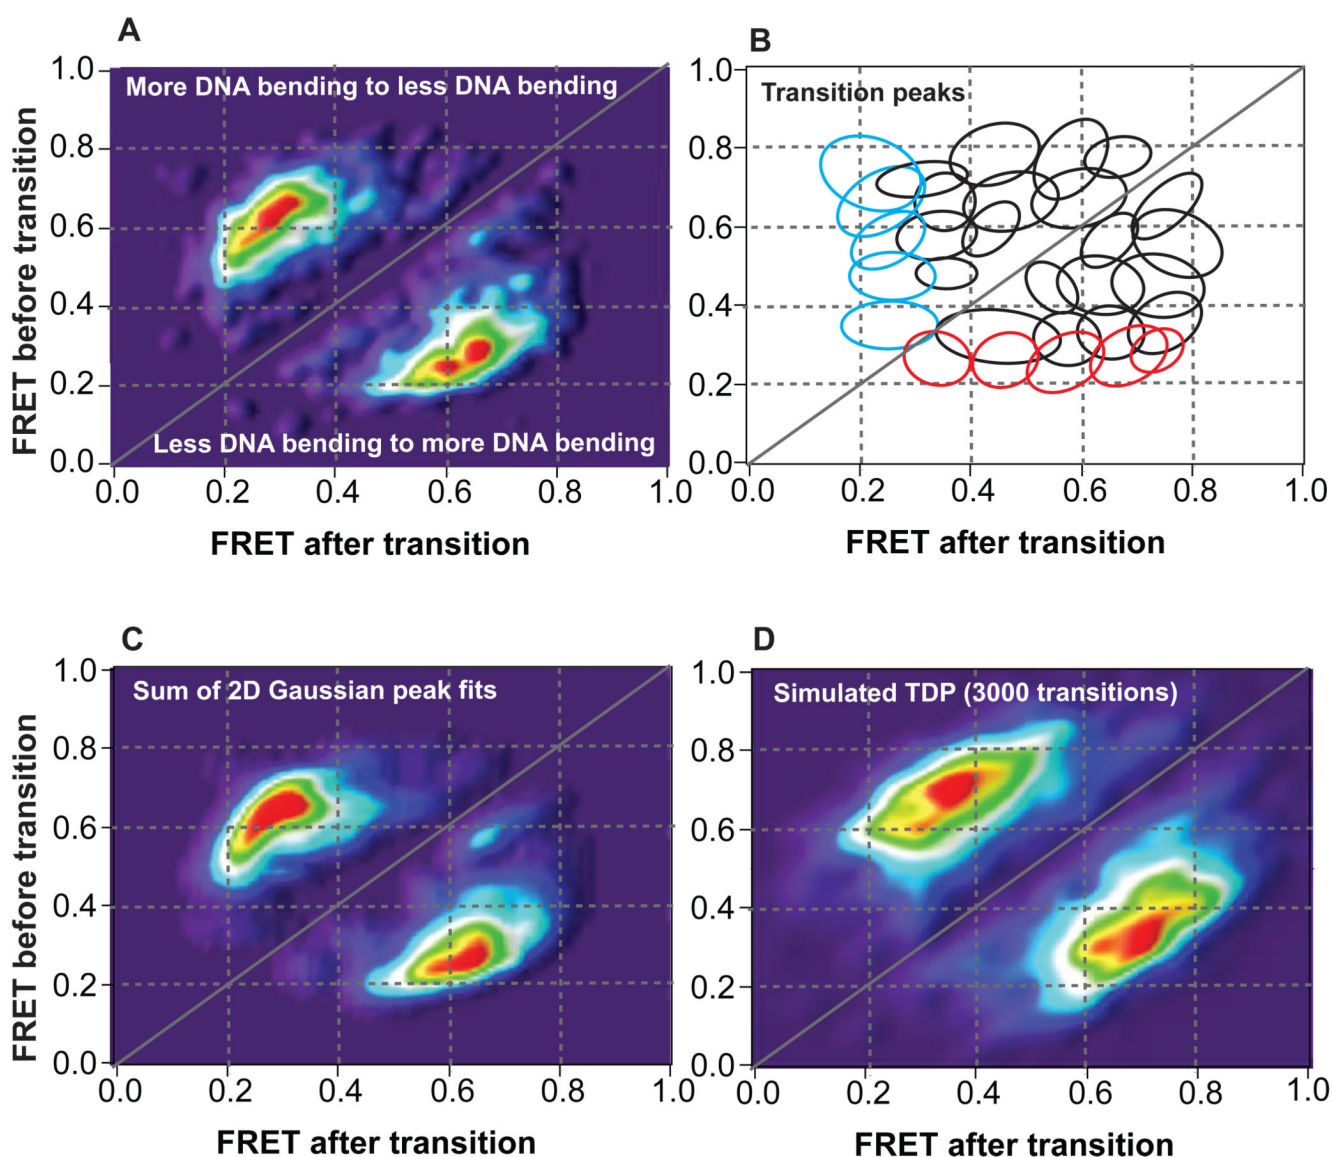 A
More DNA bending to less DNA bending
1.0
0.8
0.6
0.4
0.2
0.0
FRET before transition
Less DNA bending to more DNA bending
0.0 0.2 0.4 0.6 0.8 1.0
FRET after transition
B
Transition peaks
1.0
0.8
0.6
0.4
0.2
0.0
0.0 0.2 0.4 0.6 0.8 1.0
FRET after transition
C
Sum of 2D Gaussian peak fits
1.0
0.8
0.6
0.4
0.2
0.0
FRET before transition
0.0 0.2 0.4 0.6 0.8 1.0
FRET after transition
D
Simulated TDP (3000 transitions)
1.0
0.8
0.6
0.4
0.2
0.0
0.0 0.2 0.4 0.6 0.8 1.0
FRET after transition